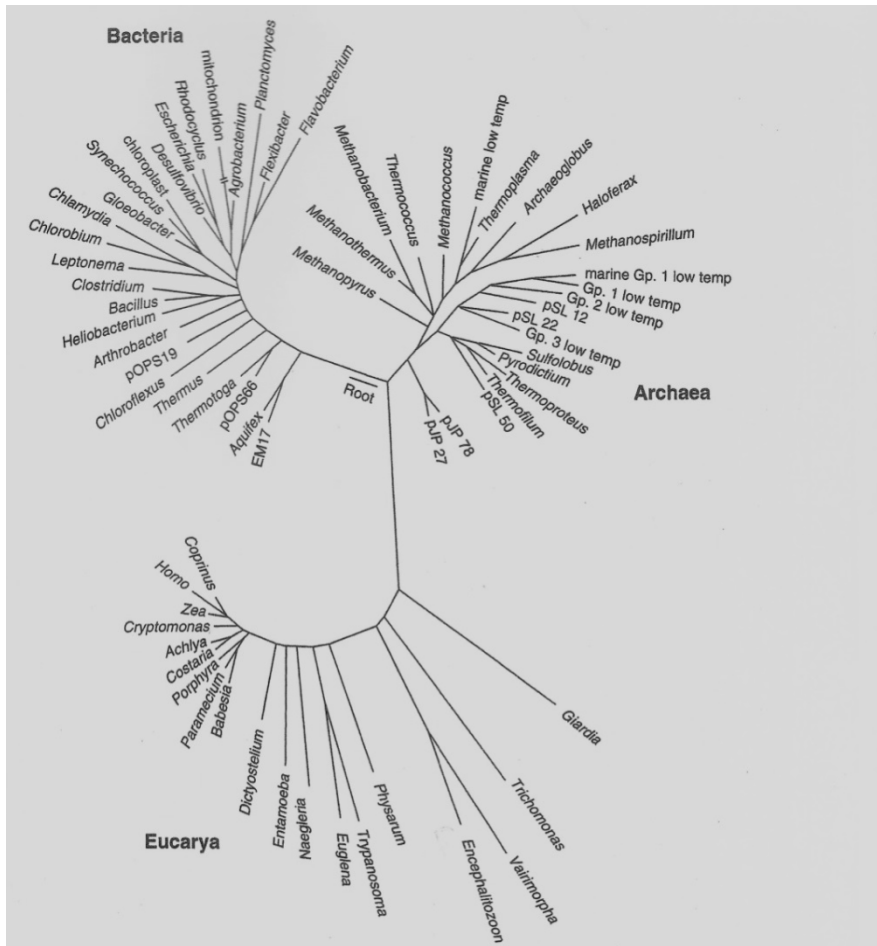 Bacteria
mitochondrion
Rhodocyclus
Escherichia
Desulfovibrio
chloroplast
Synechococcus
Gloeobacter
Chlamydia
Chlorobium
Leptonema
Clostridium
Bacillus
Heliobacterium
Arthrobacter
pOPS19
Chloroflexus
Thermus
Thermotoga
pOPS66
Aquifex
EM17
Agrobacterium
Planctomyces
Flexibacter
Flavobacterium
Root
Methanobacterium
Thermococcus
Methanothermus
Methanopyrus
Methanococcus
marine low temp
Thermoplasma
Archaeoglobus
Haloferax
Methanospirillum
marine Gp. 1 low temp
Gp. 1 low temp
Gp. 2 low temp
pSL 12
pSL 22
Gp. 3 low temp
Sulfolobus
Pyrodictium
Thermoproteus
Thermofilum
pSL 50
pJP 78
pJP 27
Archaea
Coprinus
Homo
Zea
Cryptomonas
Achlya
Costaria
Porphyra
Paramecium
Babesia
Dictyostelium
Entamoeba
Naegleria
Euglena
Trypanosoma
Physarum
Encephalitozoon
Vairimorpha
Trichomonas
Giardia
Eucarya